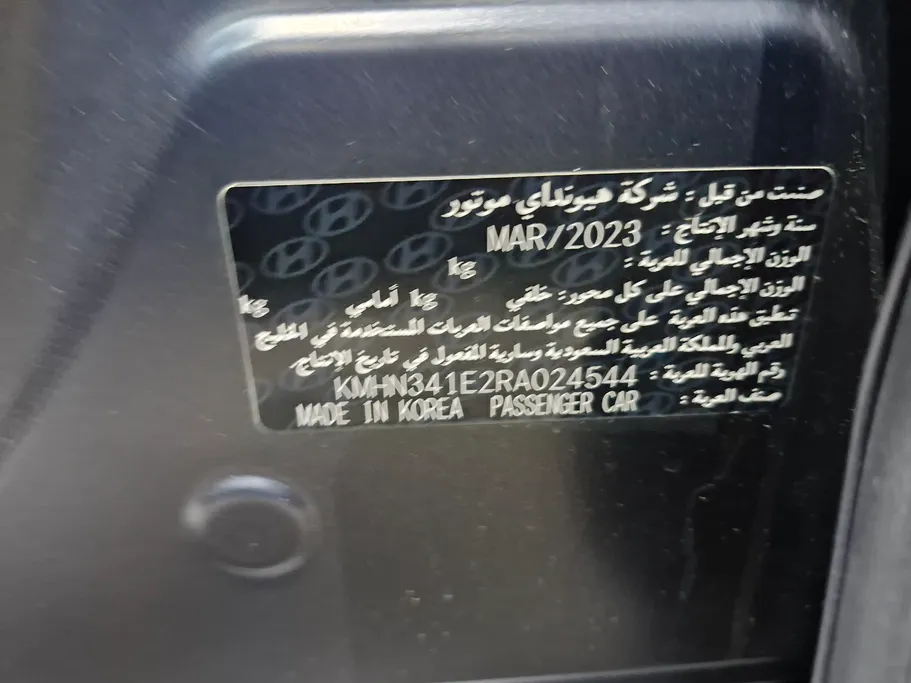 صنعت من قبل : شركة هيونداي موتور
سنة وشهر الإنتاج : MAR/2023
الوزن الإجمالي للعربة : kg
الوزن الإجمالي على كل محور : خلفي kg أمامي kg
تطبق هذه العربة على جميع مواصفات العربات المستخدمة في الخليج
العربي والمملكة العربية السعودية وسارية المفعول في تاريخ الإنتاج
رقم الهوية للعربة : KMHN341E2RA024544
صنف العربة : PASSENGER CAR MADE IN KOREA